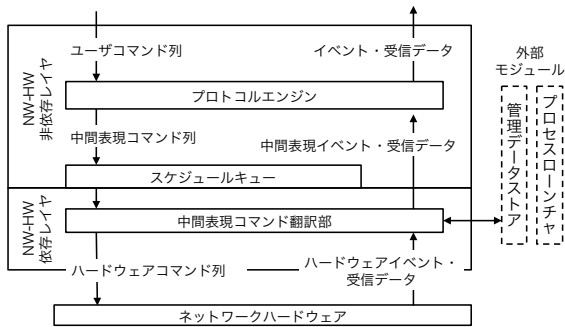 ユーザコマンド列
イベント・受信データ
外部
モジュール
NW-HW
非依存レイヤ
プロトコルエンジン
中間表現コマンド列
中間表現イベント・受信データ
管理データストア
プロセスローンチャ
スケジュールキュー
NW-HW
依存レイヤ
中間表現コマンド翻訳部
ハードウェアコマンド列
ハードウェアイベント・
受信データ
ネットワークハードウェア